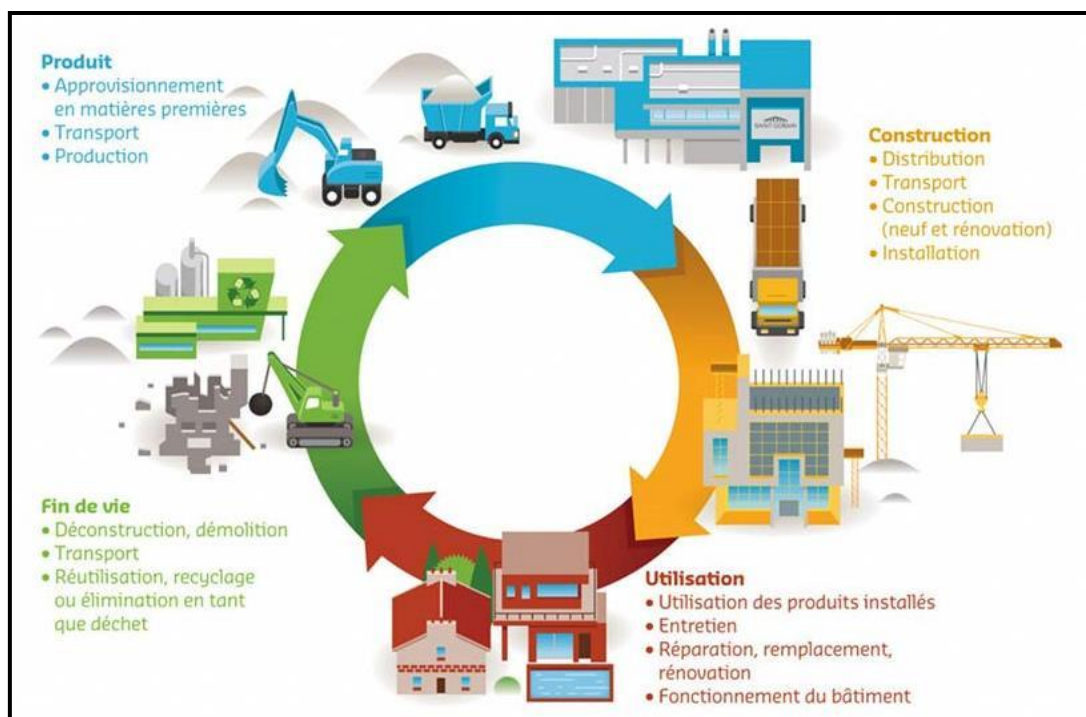 Produit
• Approvisionnement
en matières premières
• Transport
• Production
SAINT-GOBAIN
Construction
• Distribution
• Transport
• Construction
(neuf et rénovation)
• Installation
Fin de vie
• Déconstruction, démolition
• Transport
• Réutilisation, recyclage
ou élimination en tant
que déchet
Utilisation
• Utilisation des produits installés
• Entretien
• Réparation, remplacement,
rénovation
• Fonctionnement du bâtiment